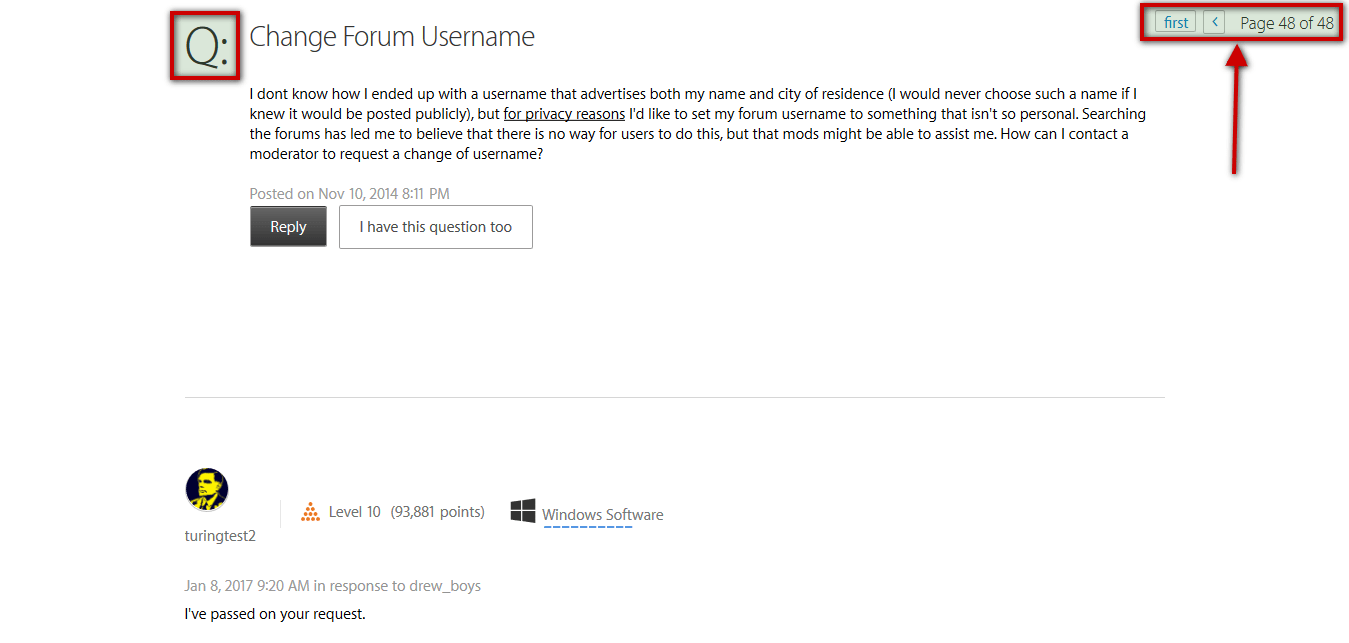 Q:
Change Forum Username
first < Page 48 of 48
I dont know how I ended up with a username that advertises both my name and city of residence (I would never choose such a name if I
knew it would be posted publicly), but for privacy reasons I'd like to set my forum username to something that isn't so personal. Searching
the forums has led me to believe that there is no way for users to do this, but that mods might be able to assist me. How can I contact a
moderator to request a change of username?
Posted on Nov 10, 2014 8:11 PM
Reply
I have this question too
Level 10 (93,881 points)
Windows Software
turingtest2
Jan 8, 2017 9:20 AM in response to drew_boys
I've passed on your request.